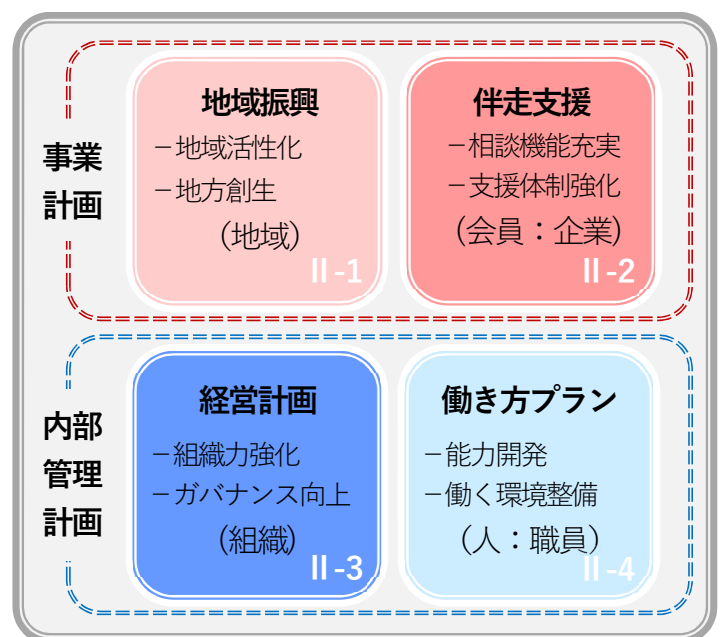 事業
計画
地域振興
－地域活性化
－地方創生
（地域）
Ⅱ-1
伴走支援
－相談機能充実
－支援体制強化
（会員：企業）
Ⅱ-2
内部
管理
計画
経営計画
－組織力強化
－ガバナンス向上
（組織）
Ⅱ-3
働き方プラン
－能力開発
－働く環境整備
（人：職員）
Ⅱ-4